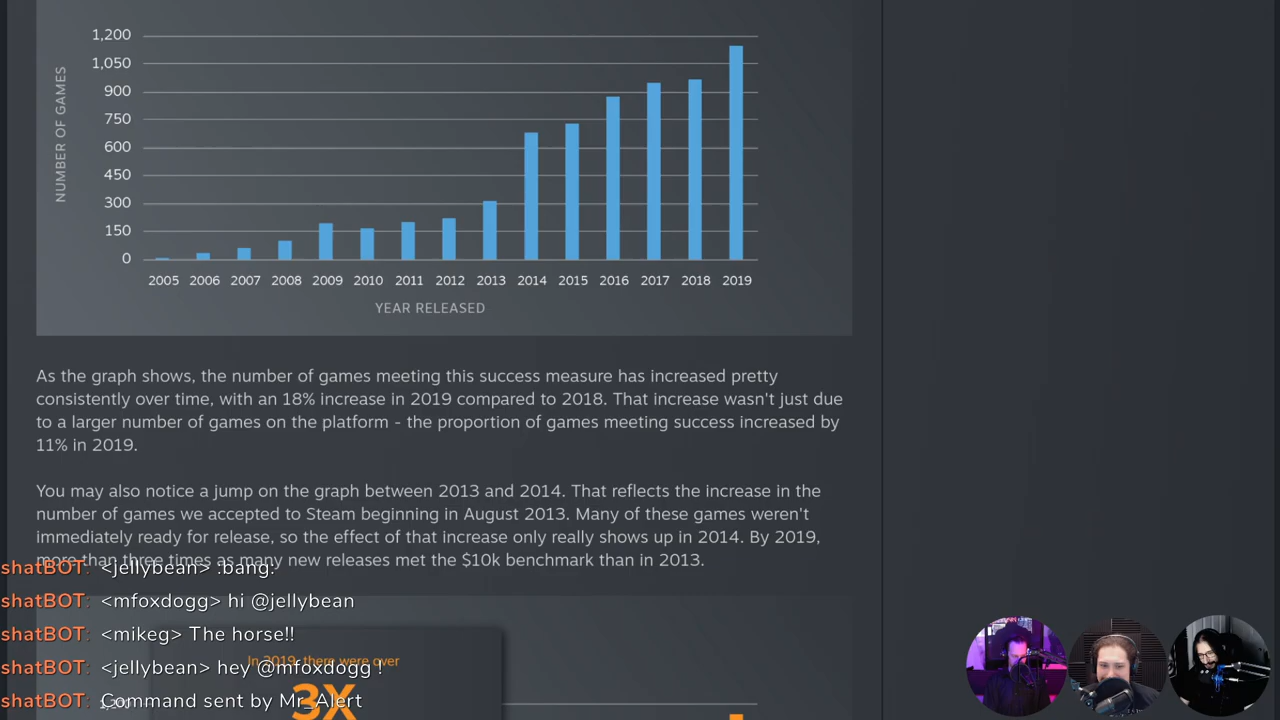 1,200
1,050
900
750
600
450
300
150
0
NUMBER OF GAMES
2005 2006 2007 2008 2009 2010 2011 2012 2013 2014 2015 2016 2017 2018 2019
YEAR RELEASED
As the graph shows, the number of games meeting this success measure has increased pretty
consistently over time, with an 18% increase in 2019 compared to 2018. That increase wasn't just due
to a larger number of games on the platform - the proportion of games meeting success increased by
11% in 2019.
You may also notice a jump on the graph between 2013 and 2014. That reflects the increase in the
number of games we accepted to Steam beginning in August 2013. Many of these games weren't
immediately ready for release, so the effect of that increase only really shows up in 2014. By 2019,
more than three times as many new releases met the $10k benchmark than in 2013.
shatBOT: <jellybean> :bang:
shatBOT: <mfoxdogg> hi @jellybean
shatBOT: <mikeg> The horse!!
In 2019, there were over
shatBOT: <jellybean> hey @mfoxdogg !
3X
shatBOT: Command sent by Mr_Alert